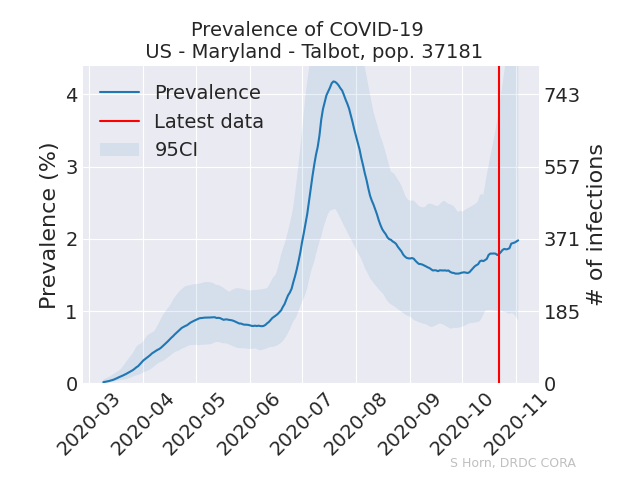 Prevalence of COVID-19
US - Maryland - Talbot, pop. 37181
Prevalence
Latest data
95CI
Prevalence (%)
4
3
2
1
0
743
557
371
185
0
# of infections
2020-03
2020-04
2020-05
2020-06
2020-07
2020-08
2020-09
2020-10
2020-11
S Horn, DRDC CORA